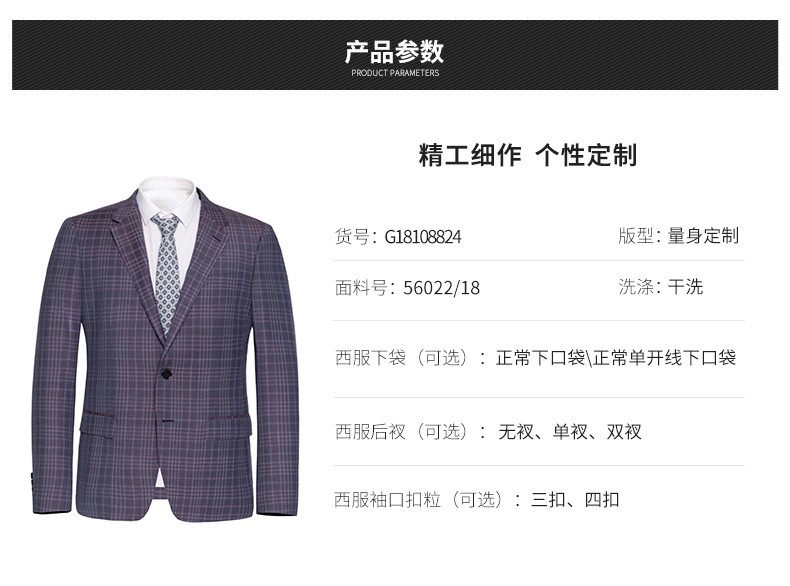 产品参数
PRODUCT PARAMETERS
精工细作 个性定制
货号：G18108824 版型：量身定制
面料号：56022/18 洗涤：干洗
西服下袋（可选）：正常下口袋\正常单开线下口袋
西服后衩（可选）：无衩、单衩、双衩
西服袖口扣粒（可选）：三扣、四扣